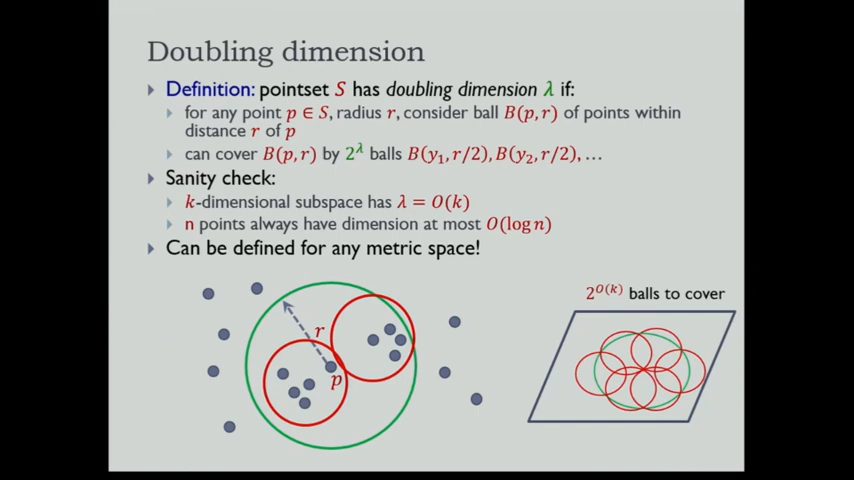 Doubling dimension
Definition: pointset S has doubling dimension λ if:
for any point p ∈ S, radius r, consider ball B(p, r) of points within
distance r of p
can cover B(p, r) by 2^λ balls B(y₁, r/2), B(y₂, r/2), …
Sanity check:
k-dimensional subspace has λ = O(k)
n points always have dimension at most O(log n)
Can be defined for any metric space!
2^O(k) balls to cover
r
p